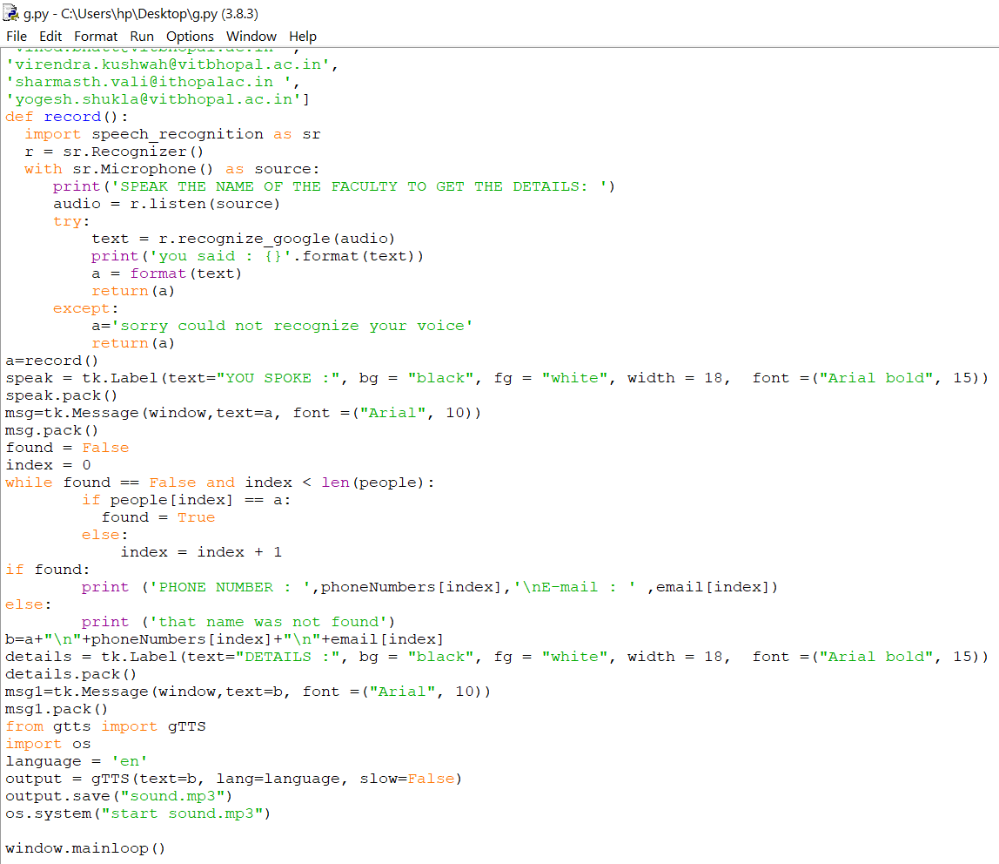 g.py - C:\Users\hp\Desktop\g.py (3.8.3)
File Edit Format Run Options Window Help
'vinod.bhatt@vitbhopal.ac.in ',
'virendra.kushwah@vitbhopal.ac.in',
'sharmasth.vali@ithopalac.in ',
'yogesh.shukla@vitbhopal.ac.in']
def record():
  import speech_recognition as sr
  r = sr.Recognizer()
  with sr.Microphone() as source:
     print('SPEAK THE NAME OF THE FACULTY TO GET THE DETAILS: ')
     audio = r.listen(source)
     try:
         text = r.recognize_google(audio)
         print('you said : {}'.format(text))
         a = format(text)
         return(a)
     except:
         a='sorry could not recognize your voice'
         return(a)
a=record()
speak = tk.Label(text="YOU SPOKE :", bg = "black", fg = "white", width = 18,  font =("Arial bold", 15))
speak.pack()
msg=tk.Message(window,text=a, font =("Arial", 10))
msg.pack()
found = False
index = 0
while found == False and index < len(people):
        if people[index] == a:
          found = True
        else:
            index = index + 1
if found:
        print ('PHONE NUMBER : ',phoneNumbers[index],'\nE-mail : ' ,email[index])
else:
        print ('that name was not found')
b=a+"\n"+phoneNumbers[index]+"\n"+email[index]
details = tk.Label(text="DETAILS :", bg = "black", fg = "white", width = 18,  font =("Arial bold", 15))
details.pack()
msg1=tk.Message(window,text=b, font =("Arial", 10))
msg1.pack()
from gtts import gTTS
import os
language = 'en'
output = gTTS(text=b, lang=language, slow=False)
output.save("sound.mp3")
os.system("start sound.mp3")
window.mainloop()